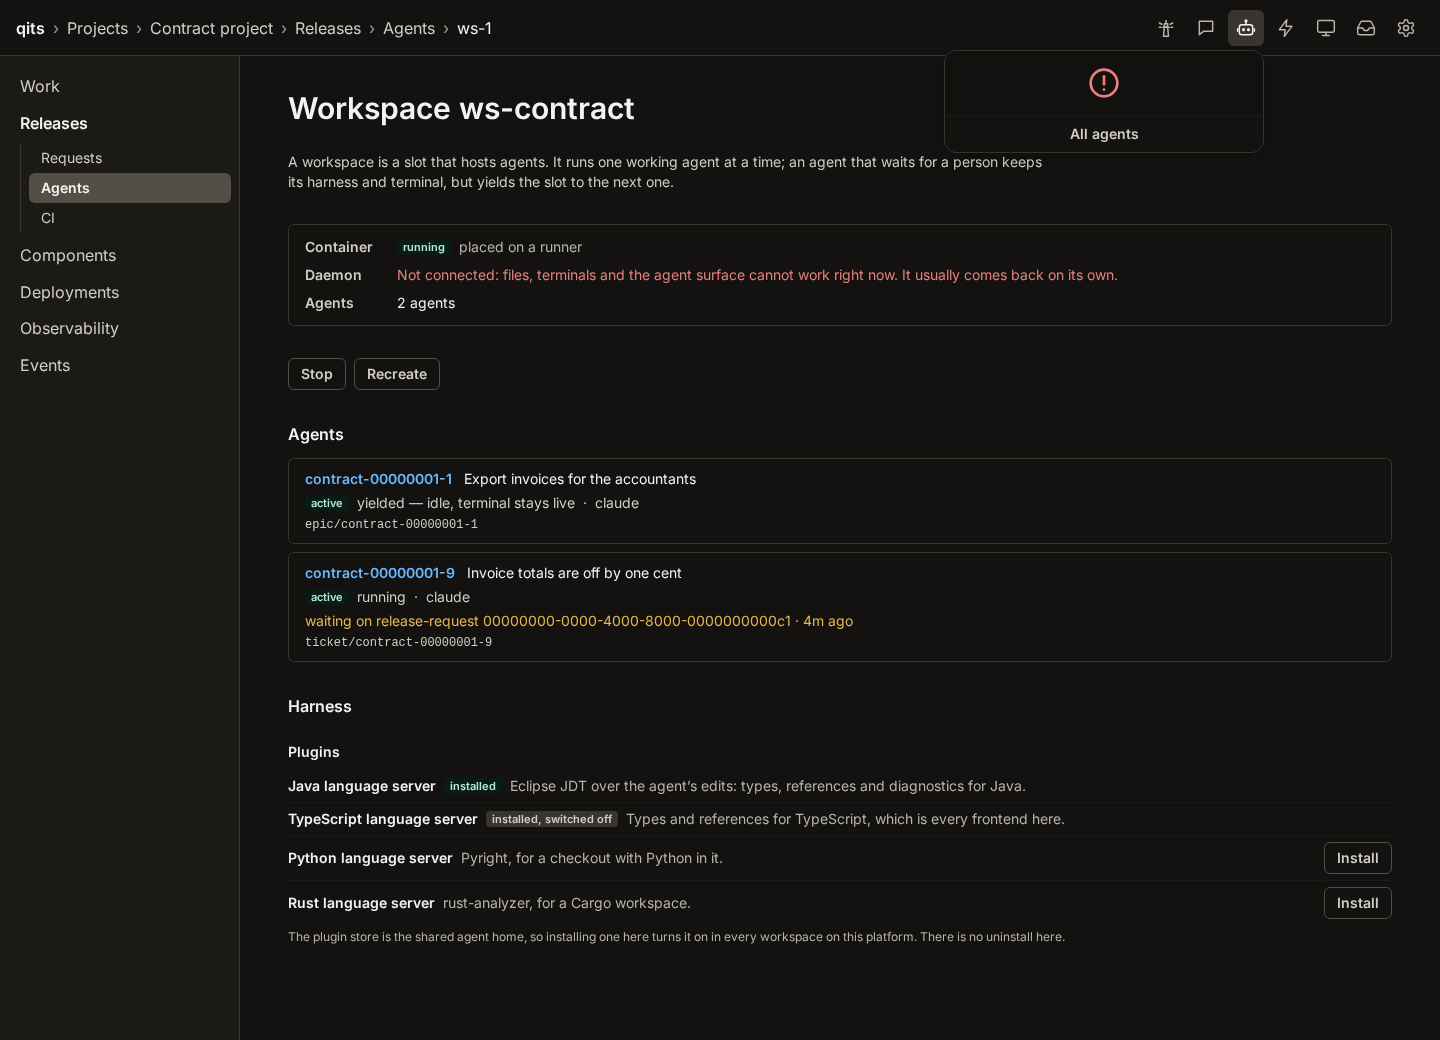 qits › Projects › Contract project › Releases › Agents › ws-1
All agents
Work
Releases
Requests
Agents
CI
Components
Deployments
Observability
Events
Workspace ws-contract
A workspace is a slot that hosts agents. It runs one working agent at a time; an agent that waits for a person keeps
its harness and terminal, but yields the slot to the next one.
Container running placed on a runner
Daemon Not connected: files, terminals and the agent surface cannot work right now. It usually comes back on its own.
Agents 2 agents
Stop Recreate
Agents
contract-00000001-1 Export invoices for the accountants
active yielded — idle, terminal stays live · claude
epic/contract-00000001-1
contract-00000001-9 Invoice totals are off by one cent
active running · claude
waiting on release-request 00000000-0000-4000-8000-0000000000c1 · 4m ago
ticket/contract-00000001-9
Harness
Plugins
Java language server installed Eclipse JDT over the agent’s edits: types, references and diagnostics for Java.
TypeScript language server installed, switched off Types and references for TypeScript, which is every frontend here.
Python language server Pyright, for a checkout with Python in it. Install
Rust language server rust-analyzer, for a Cargo workspace. Install
The plugin store is the shared agent home, so installing one here turns it on in every workspace on this platform. There is no uninstall here.